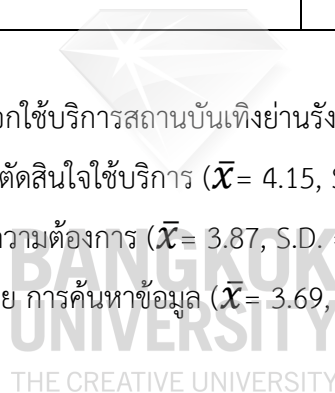 อกใช้บริการสถานบันเทิงย่านรัง
ตัดสินใจใช้บริการ (x̄ = 4.15, S
ความต้องการ (x̄ = 3.87, S.D. =
ย การค้นหาข้อมูล (x̄ = 3.69,
BANGKOK
UNIVERSITY
THE CREATIVE UNIVERSITY